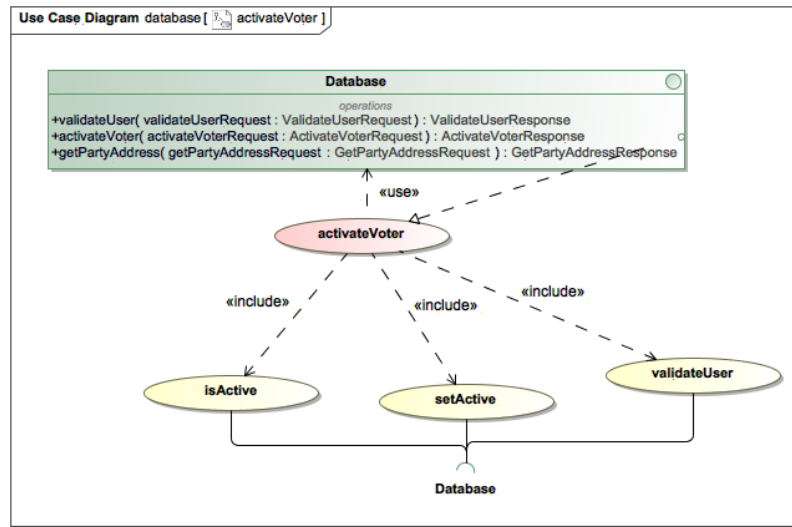 Use Case Diagram database [ activateVoter ]
Database
operations
+validateUser( validateUserRequest : ValidateUserRequest ) : ValidateUserResponse
+activateVoter( activateVoterRequest : ActivateVoterRequest ) : ActivateVoterResponse
+getPartyAddress( getPartyAddressRequest : GetPartyAddressRequest ) : GetPartyAddressResponse
«use»
activateVoter
«include»
«include»
«include»
isActive
setActive
validateUser
Database